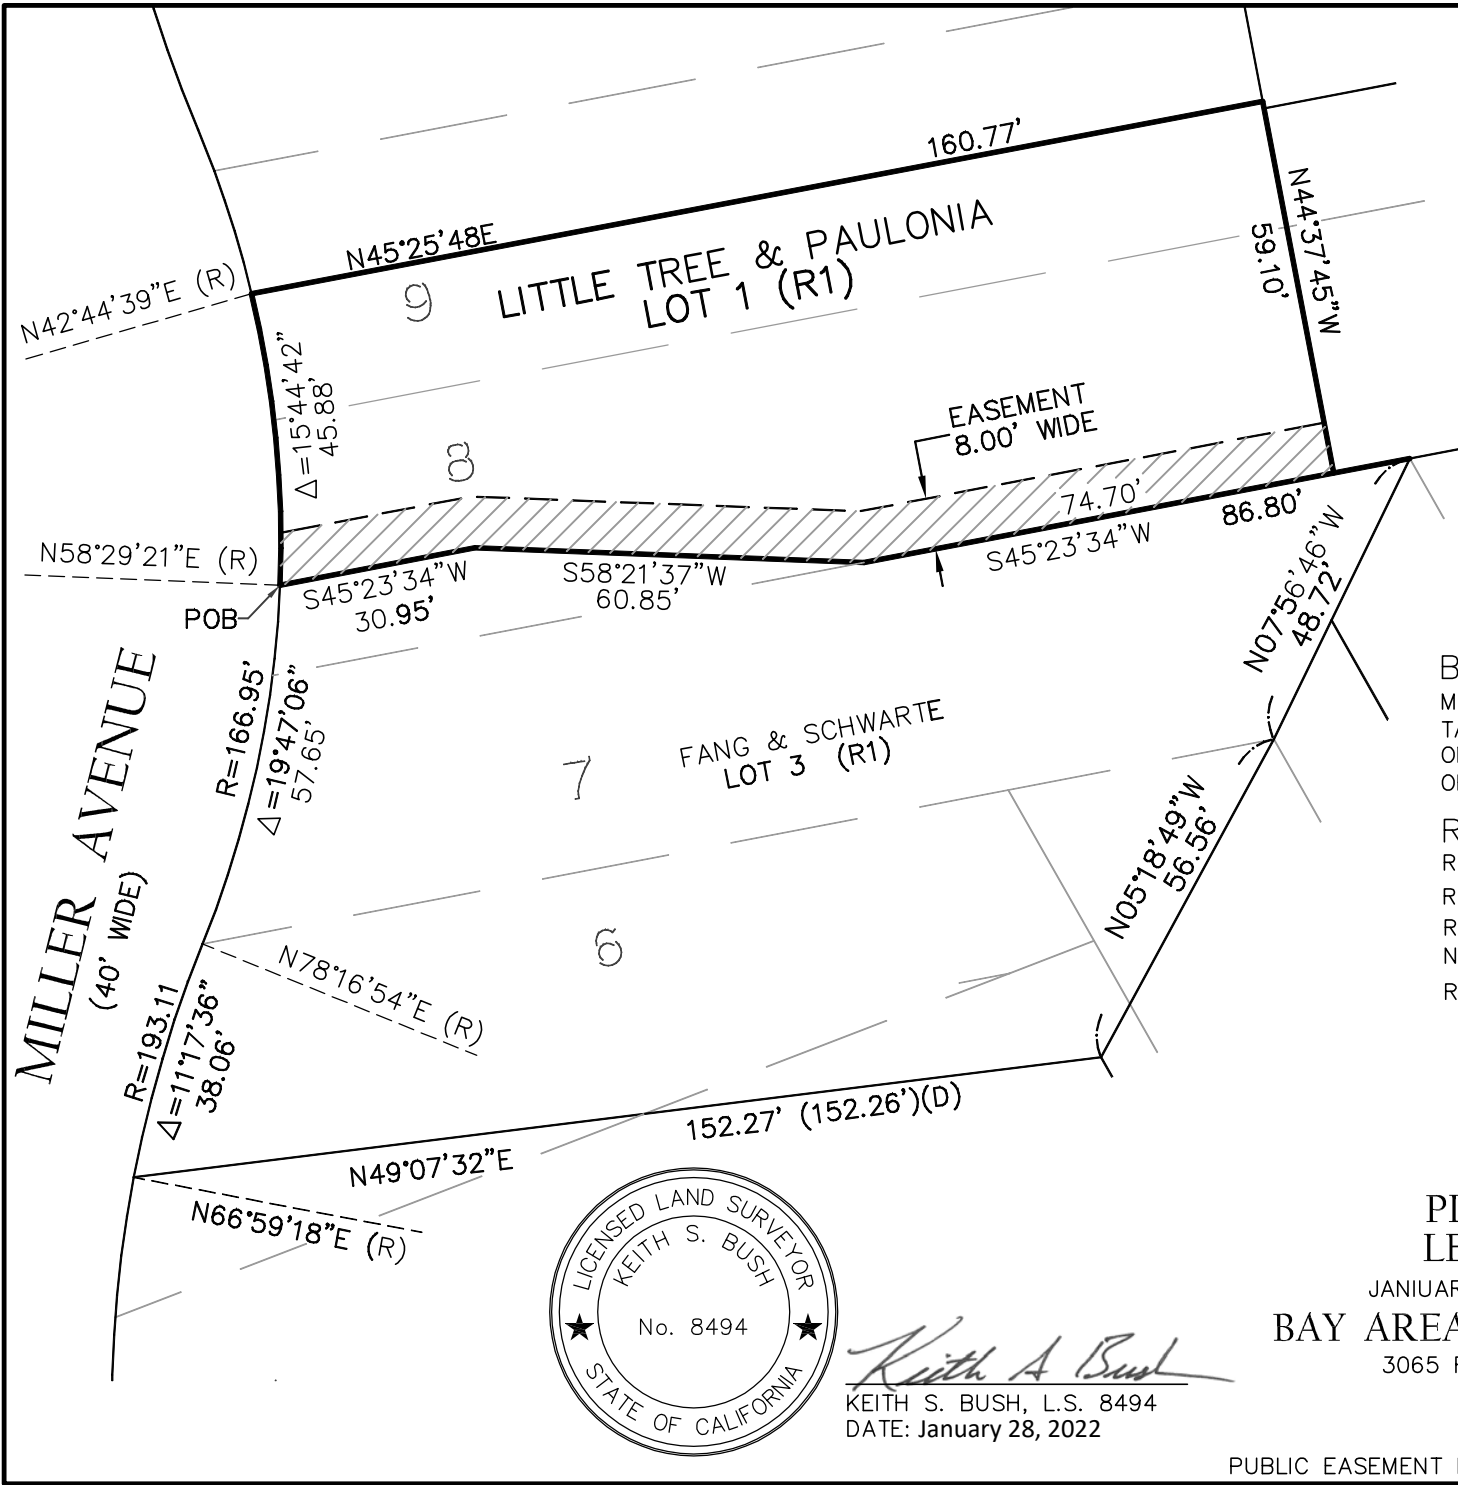 160.77'
N45°25'48E
N44°37'45"W
59.10'
LITTLE TREE & PAULONIA
LOT 1 (R1)
9
N42°44'39"E (R)
Δ=15°44'42"
45.88'
8
EASEMENT
8.00' WIDE
74.70'
86.80'
S45°23'34"W
N58°29'21"E (R)
S45°23'34"W
30.95'
S58°21'37"W
60.85'
POB
N07°56'46"W
48.72'
MILLER AVENUE
(40' WIDE)
R=166.95'
Δ=19°47'06"
57.65'
FANG & SCHWARTE
LOT 3 (R1)
7
N05°18'49"W
56.56'
6
N78°16'54"E (R)
R=193.11
Δ=11°17'36"
38.06'
152.27' (152.26')(D)
N49°07'32"E
N66°59'18"E (R)
B
M
TA
R
R
R
R
N
R
LICENSED LAND SURVEYOR
KEITH S. BUSH
No. 8494
STATE OF CALIFORNIA
Keith A Bush
KEITH S. BUSH, L.S. 8494
DATE: January 28, 2022
LE
JANIUAR
BAY AREA
3065
PUBLIC EASEMENT